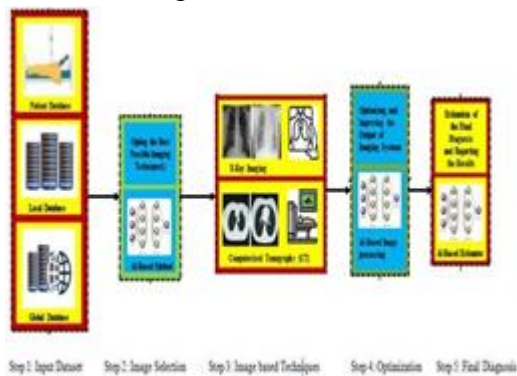 Patient Database
Local Database
Global Database
Opting the Best
Possible Imaging
Techniques
AI-Based Method
X-Ray Imaging
Computerized Tomography (CT)
Optimizing and
Improving the
Output of
Imaging Systems
AI-Based Image
processing
Estimation of
the Final
Diagnosis
and Reporting
the Results
AI-Based Estimation
Step 1: Input Dataset
Step 2: Image Selection
Step 3: Image based Techniques
Step 4: Optimization
Step 5: Final Diagnosis